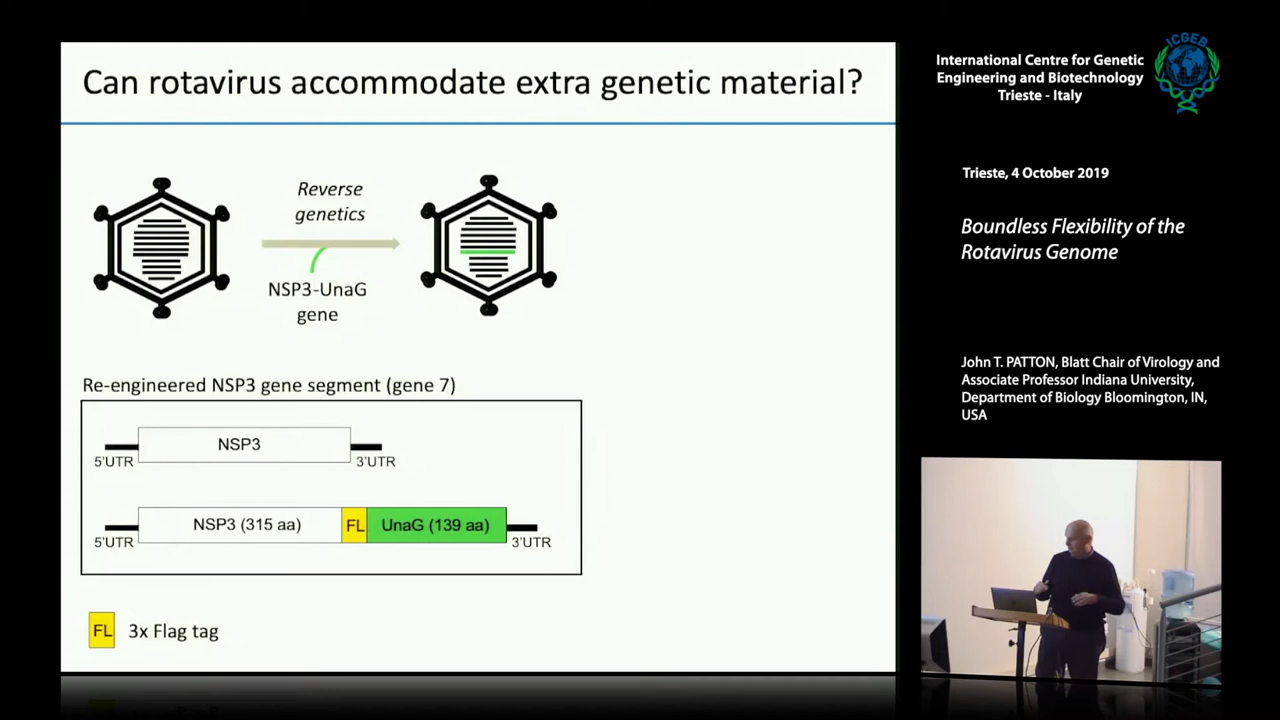 Can rotavirus accommodate extra genetic material?
Reverse
genetics
NSP3-UnaG
gene
Re-engineered NSP3 gene segment (gene 7)
NSP3
5'UTR
3'UTR
NSP3 (315 aa)
FL
UnaG (139 aa)
5'UTR
3'UTR
FL
3x Flag tag
International Centre for Genetic
Engineering and Biotechnology
Trieste - Italy
ICGEB
Trieste, 4 October 2019
Boundless Flexibility of the
Rotavirus Genome
John T. PATTON, Blatt Chair of Virology and
Associate Professor Indiana University,
Department of Biology Bloomington, IN,
USA